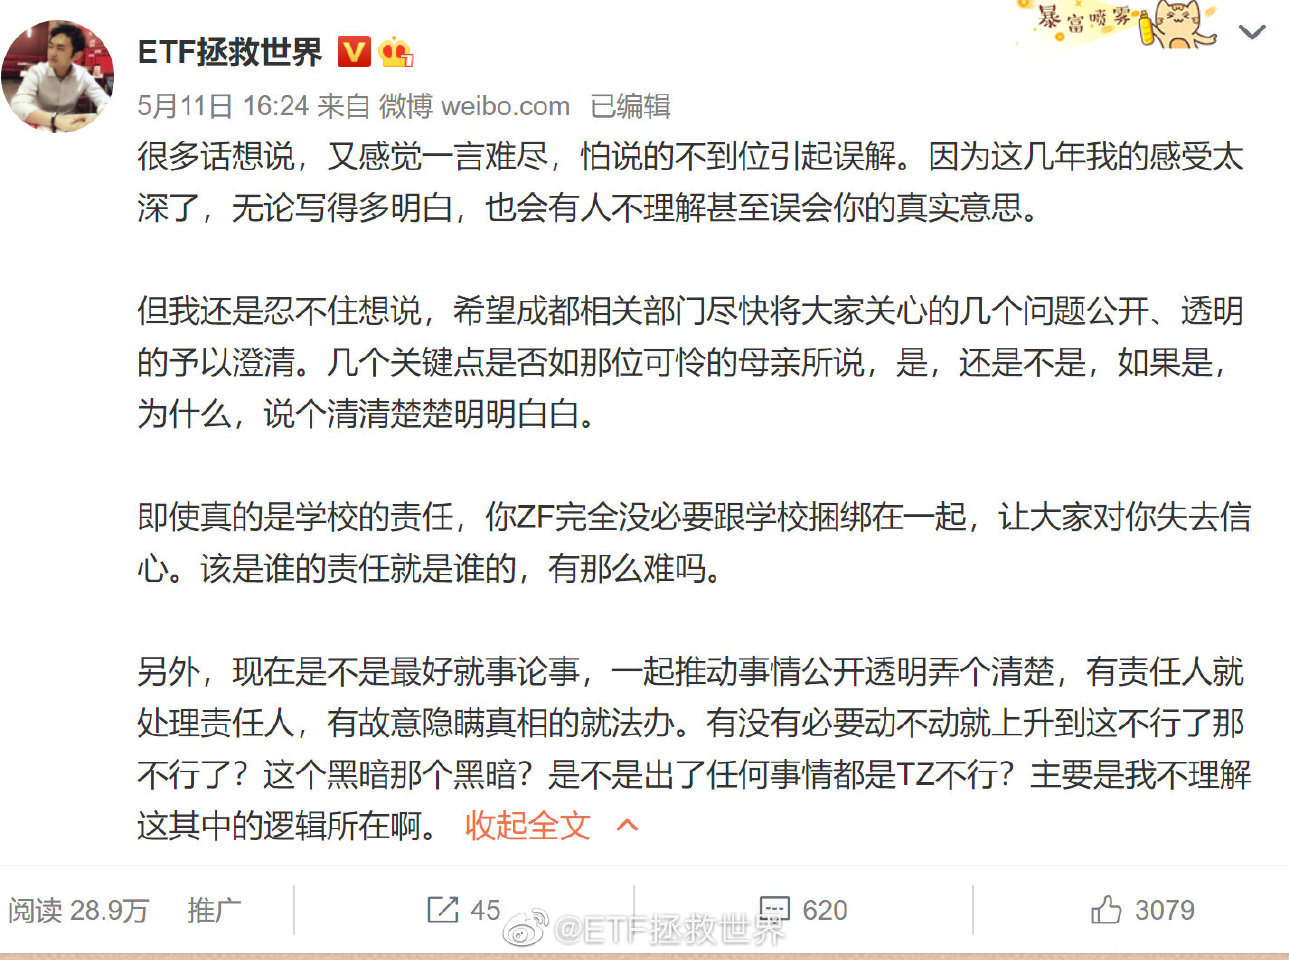 暴富喷雾
ETF拯救世界 V
5月11日 16:24 来自 微博 weibo.com 已编辑
很多话想说，又感觉一言难尽，怕说的不到位引起误解。因为这几年我的感受太
深了，无论写得多明白，也会有人不理解甚至误会你的真实意思。
但我还是忍不住想说，希望成都相关部门尽快将大家关心的几个问题公开、透明
的予以澄清。几个关键点是否如那位可怜的母亲所说，是，还是不是，如果是，
为什么，说个清清楚楚明明白白。
即使真的是学校的责任，你ZF完全没必要跟学校捆绑在一起，让大家对你失去信
心。该是谁的责任就是谁的，有那么难吗。
另外，现在是不是最好就事论事，一起推动事情公开透明弄个清楚，有责任人就
处理责任人，有故意隐瞒真相的就法办。有没有必要动不动就上升到这不行了那
不行了？这个黑暗那个黑暗？是不是出了任何事情都是TZ不行？主要是我不理解
这其中的逻辑所在啊。 收起全文
阅读 28.9万 推广 45 620 3079
@ETF拯救世界